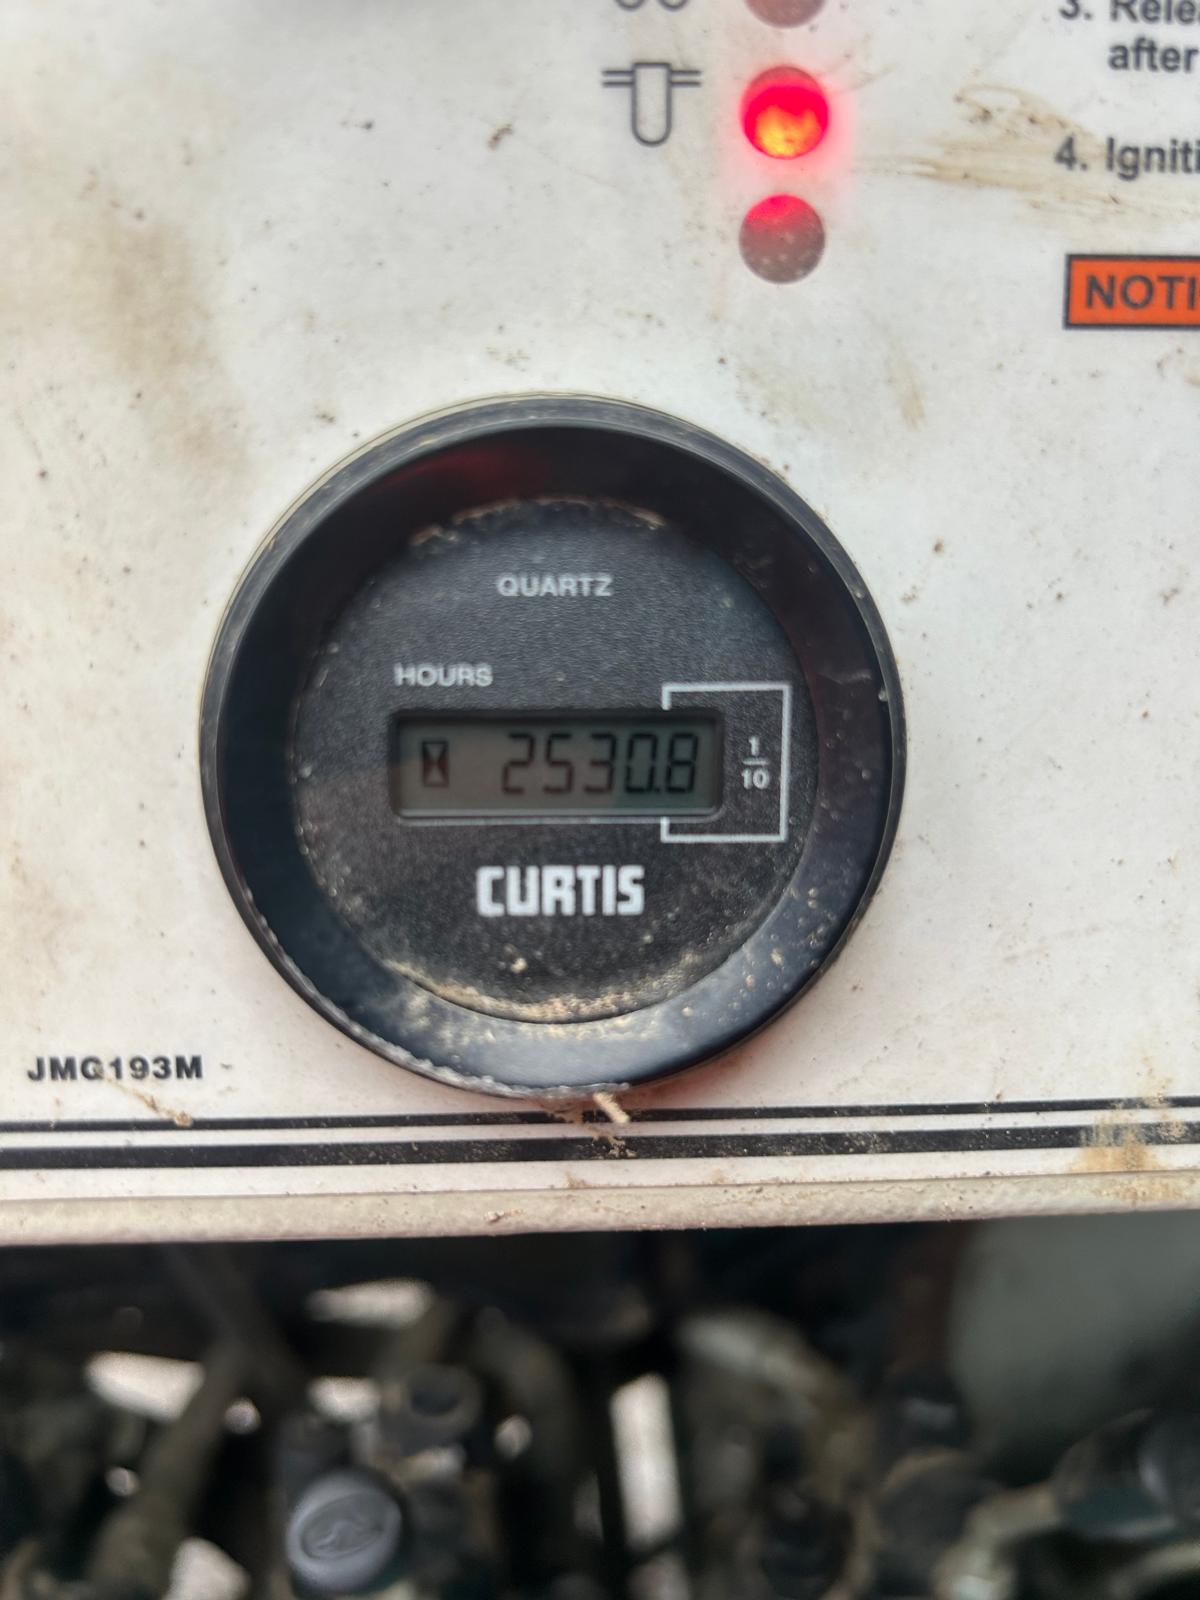 3. Rele
after
4. Igniti
NOTI
QUARTZ
HOURS
2530.8
1
10
CURTIS
JMG193M